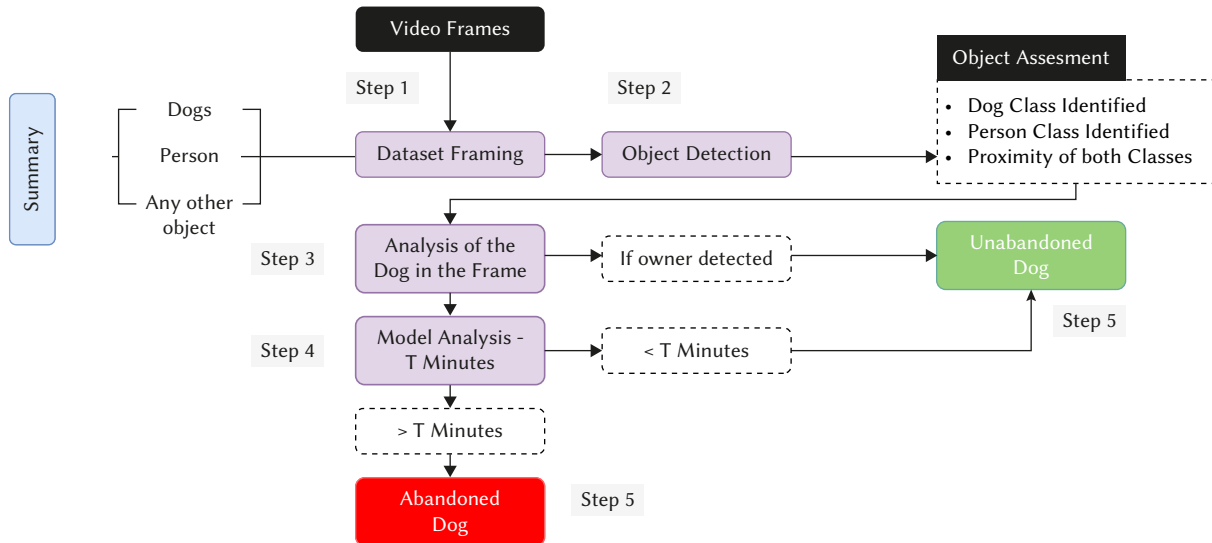 Video Frames
Object Assesment
Step 1
Step 2
Summary
Dogs
Person
Any other
object
Dataset Framing
Object Detection
• Dog Class Identified
• Person Class Identified
• Proximity of both Classes
Step 3
Analysis of the
Dog in the Frame
If owner detected
Unabandoned
Dog
Step 4
Model Analysis -
T Minutes
< T Minutes
Step 5
> T Minutes
Abandoned
Dog
Step 5